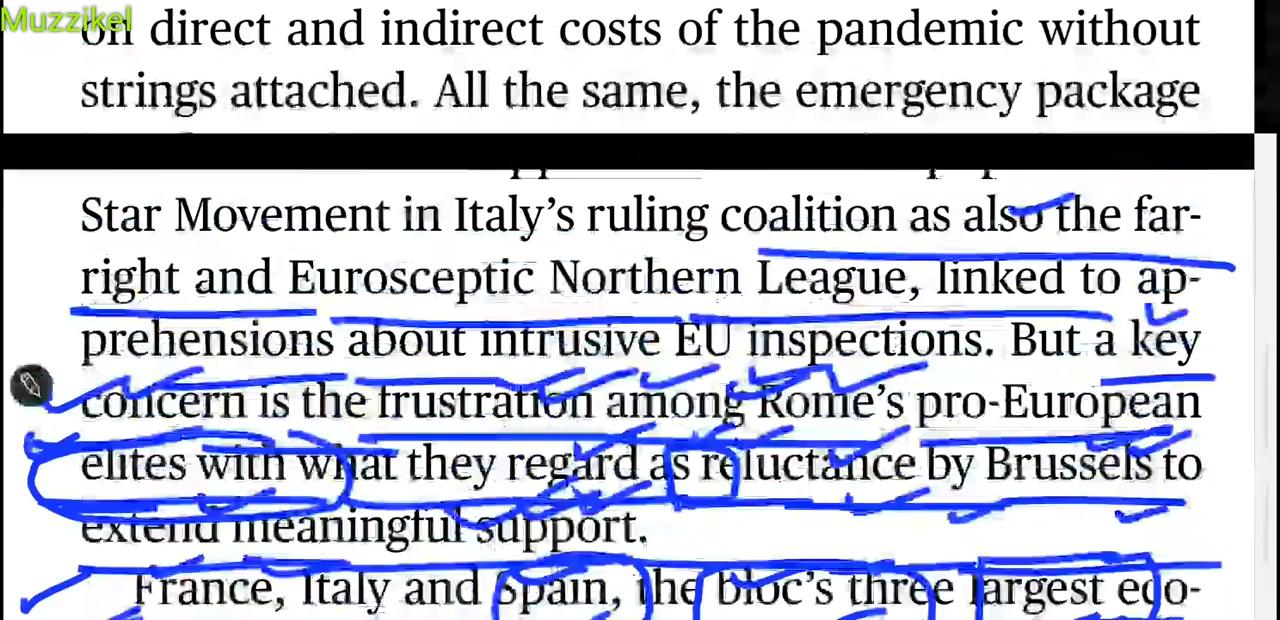 Muzzikel
on direct and indirect costs of the pandemic without
strings attached. All the same, the emergency package
Star Movement in Italy’s ruling coalition as also the far-
right and Eurosceptic Northern League, linked to ap-
prehensions about intrusive EU inspections. But a key
concern is the frustration among Rome’s pro-European
elites with what they regard as reluctance by Brussels to
extend meaningful support.
France, Italy and Spain, the bloc’s three largest eco-